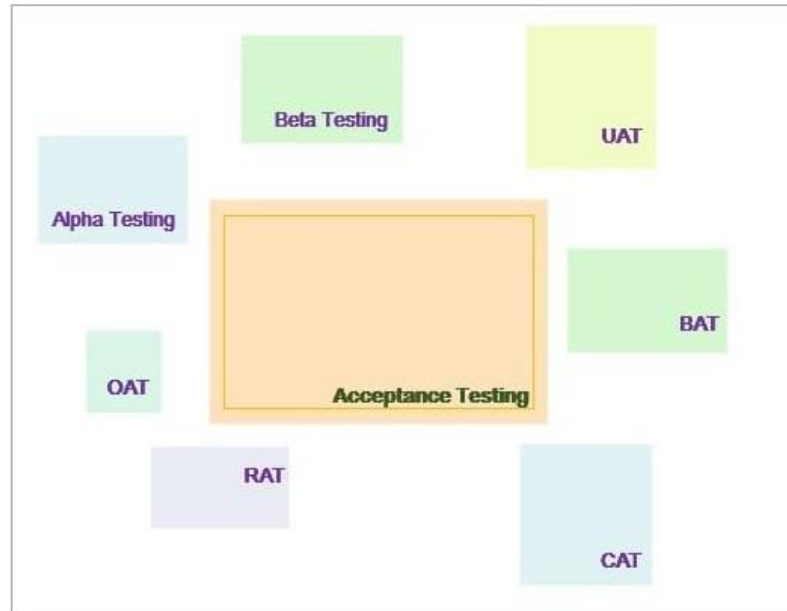 Beta Testing
UAT
Alpha Testing
BAT
OAT
Acceptance Testing
RAT
CAT